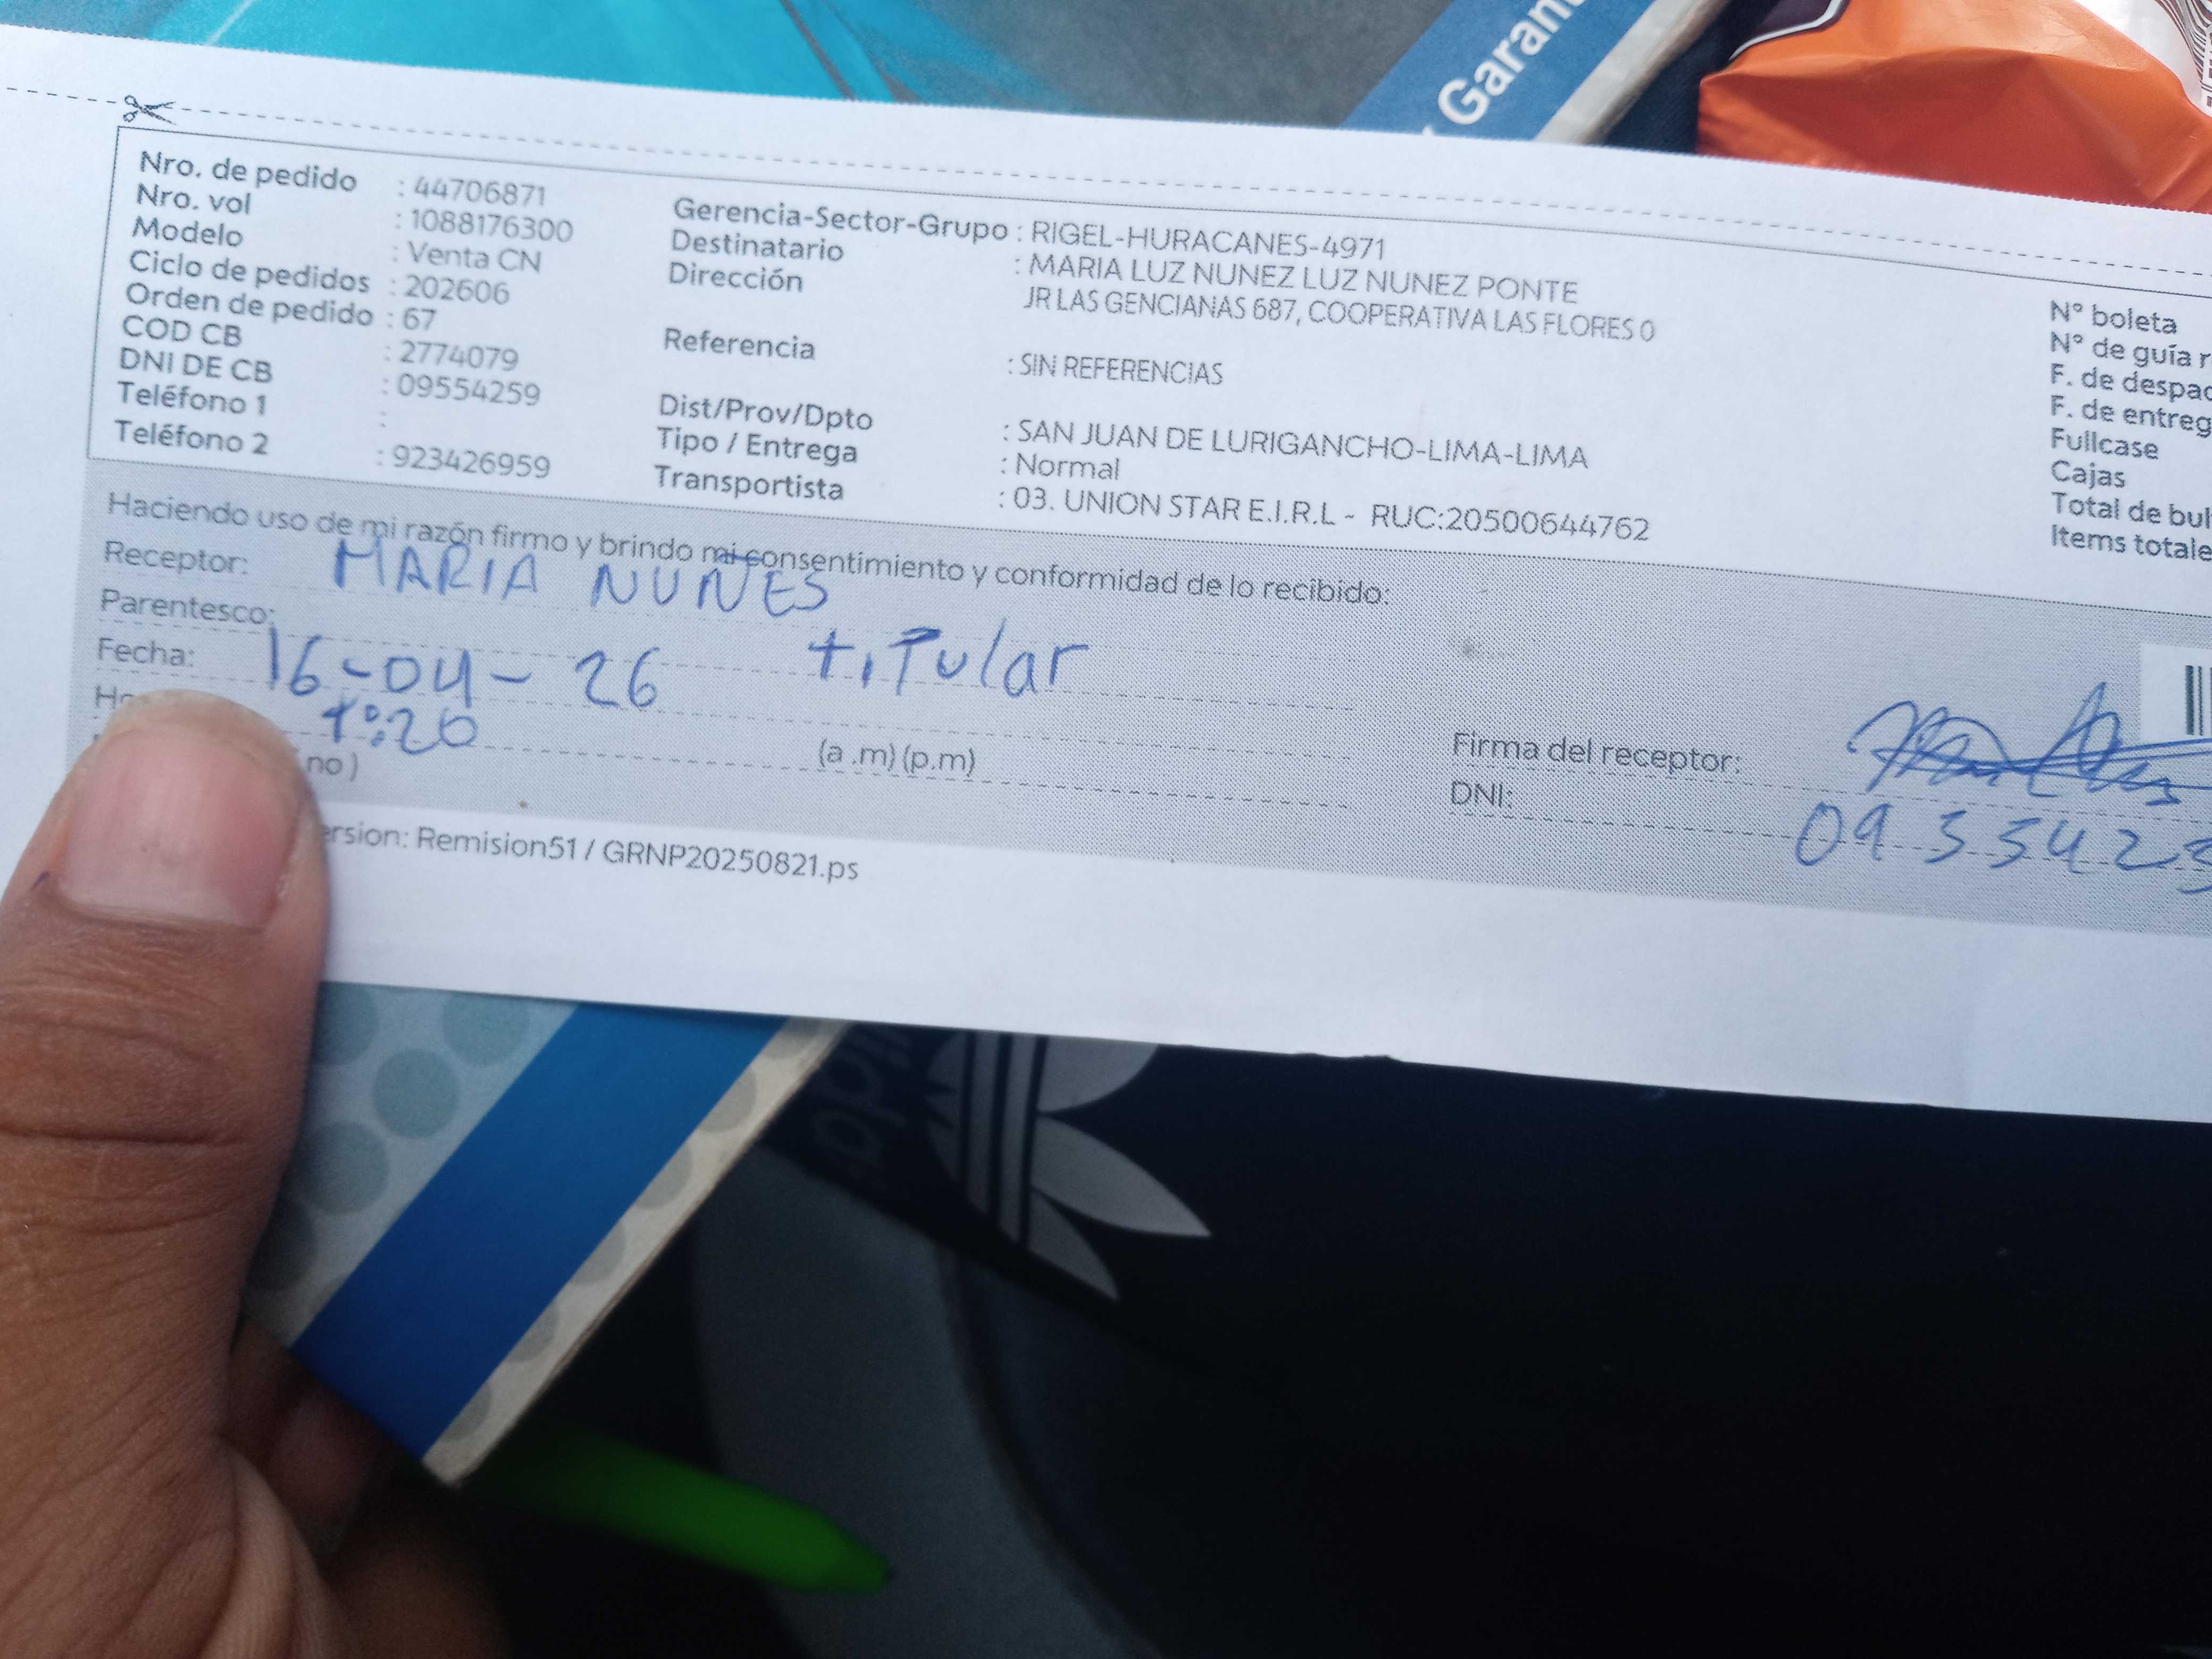 Garan
Nro. de pedido : 44706871
Nro. vol : 1088176300
Modelo : Venta CN
Ciclo de pedidos : 202606
Orden de pedido : 67
COD CB : 2774079
DNI DE CB : 09554259
Teléfono 1 :
Teléfono 2 : 923426959
Gerencia-Sector-Grupo : RIGEL-HURACANES-4971
Destinatario : MARIA LUZ NUNEZ LUZ NUNEZ PONTE
Dirección JR LAS GENCIANAS 687, COOPERATIVA LAS FLORES 0
Referencia : SIN REFERENCIAS
Dist/Prov/Dpto : SAN JUAN DE LURIGANCHO-LIMA-LIMA
Tipo / Entrega : Normal
Transportista : 03. UNION STAR E.I.R.L - RUC:20500644762
N° boleta
N° de guía r
F. de despac
F. de entreg
Fullcase
Cajas
Total de bul
Items totale
Haciendo uso de mi razón firmo y brindo mi consentimiento y conformidad de lo recibido:
Receptor: MARIA NUÑES
Parentesco: titular
Fecha: 16-04-26
Ho :20 (a .m) (p.m)
no )
Firma del receptor:
DNI:
ersion: Remision51 / GRNP20250821.ps